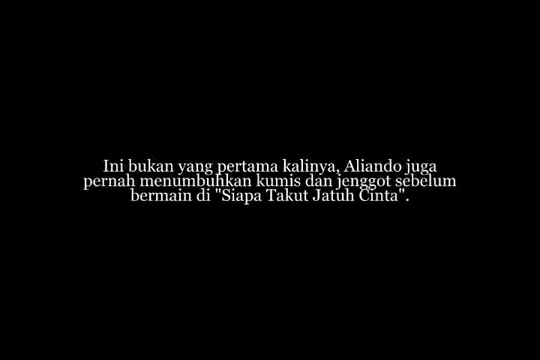 Ini bukan yang pertama kalinya, Aliando juga
pernah menumbuhkan kumis dan jenggot sebelum
bermain di "Siapa Takut Jatuh Cinta".